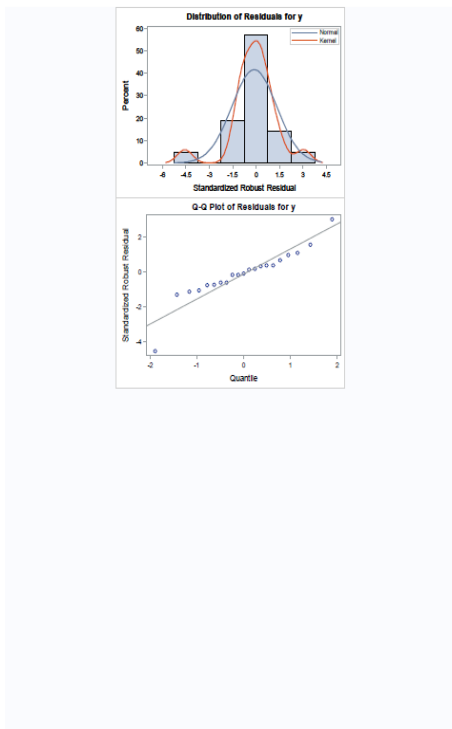 Distribution of Residuals for y
Normal
Kernel
60
50
40
30
20
10
0
Percent
-6 -4.5 -3 -1.5 0 1.5 3 4.5
Standardized Robust Residual
Q-Q Plot of Residuals for y
2
0
-2
-4
Standardized Robust Residual
-2 -1 0 1 2
Quantile